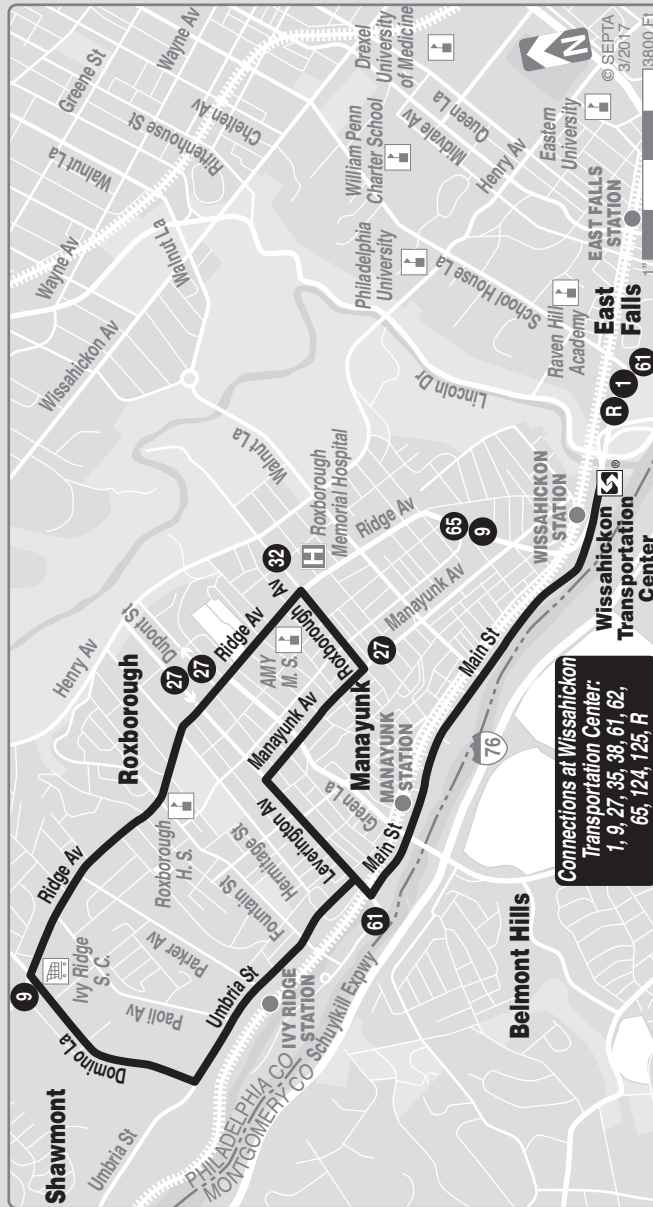 Shawmont
Umbria St
Domino La
9
Ivy Ridge
S. C.
Ridge Av
Paoli Av
Parker Av
Umbria St
IVY RIDGE
STATION
PHILADELPHIA CO
MONTGOMERY CO
Schuylkill Expwy
Fountain St
Hermitage St
Leverington Av
61
Roxborough
H. S.
Roxborough
Henry Av
Dupont St
27
27
Ridge Av
Manayunk Av
AMY
M. S.
Roxborough
Av
32
H
Roxborough
Memorial Hospital
27
Manayunk
Green La
MANAYUNK
STATION
Main St
Main St
Manayunk Av
Ridge Av
65
9
Walnut La
WISSAHICKON
STATION
Wissahickon
Transportation
Center
®
76
Belmont Hills
Connections at Wissahickon
Transportation Center:
1, 9, 27, 35, 38, 61, 62,
65, 124, 125, R
R
1
61
East
Falls
EAST FALLS
STATION
Raven Hill
Academy
Eastern
University
Lincoln Dr
School House La
Philadelphia
University
William Penn
Charter School
Drexel
University
of Medicine
Midvale Av
Queen La
Henry Av
Wissahickon Av
Wayne Av
Walnut La
Walnut La
Rittenhouse St
Chelten Av
Greene St
Wayne Av
N
© SEPTA
3/2017
1"
3800 Ft